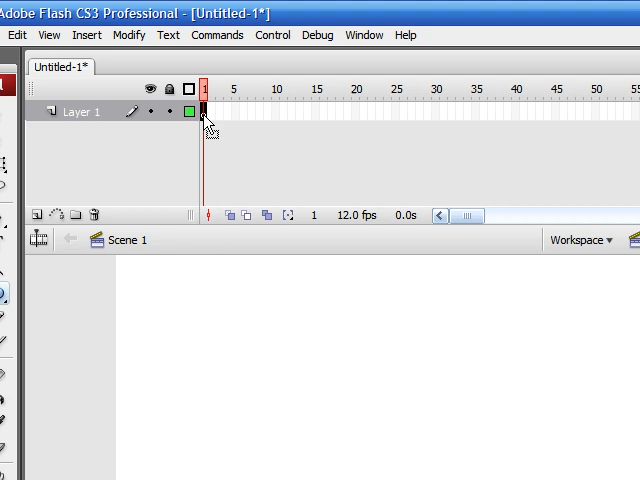 Adobe Flash CS3 Professional - [Untitled-1*]
Edit View Insert Modify Text Commands Control Debug Window Help
Untitled-1*
1 5 10 15 20 25 30 35 40 45 50 55
Layer 1
1 12.0 fps 0.0s
Scene 1 Workspace